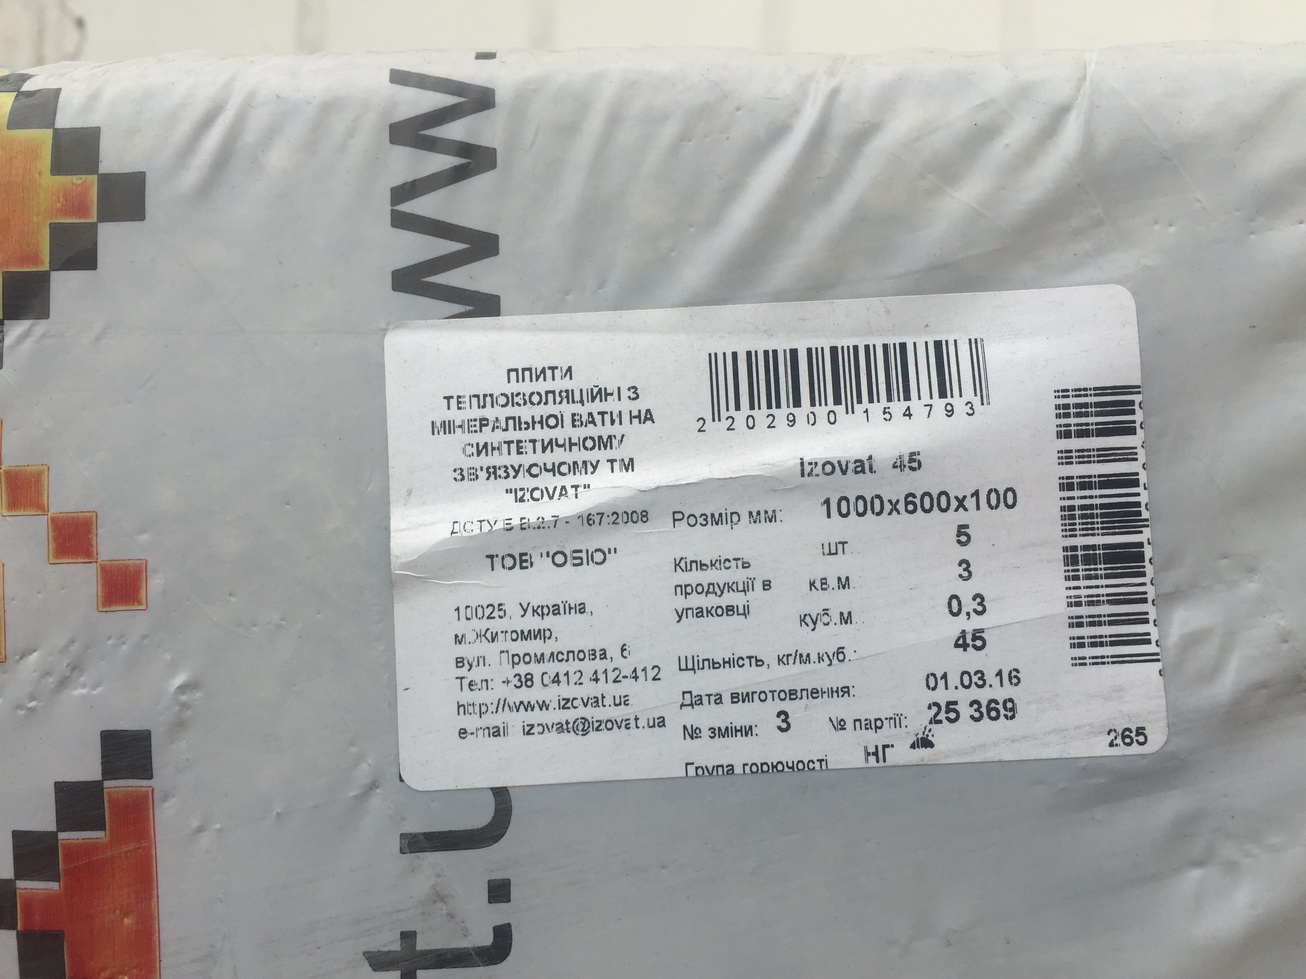 www.
ПЛИТИ
ТЕПЛОІЗОЛЯЦІЙНІ З
МІНЕРАЛЬНОЇ ВАТИ НА
СИНТЕТИЧНОМУ
ЗВ'ЯЗУЮЧОМУ ТМ
"IZOVAT"
ДСТУ Б В.2.7 - 167:2008
ТОВ "ОБІО"
10025, Україна,
м.Житомир,
вул. Промислова, 6
Тел: +38 0412 412-412
http://www.izovat.ua
e-mail: izovat@izovat.ua
2 202900 154793
Izovat 45
Розмір мм: 1000x600x100
Кількість продукції в упаковці
шт. 5
кв.м. 3
куб.м. 0,3
Щільність, кг/м.куб.: 45
Дата виготовлення: 01.03.16
№ зміни: 3 № партії: 25 369
Група горючості НГ
265
t.u